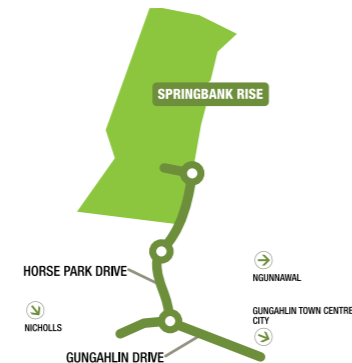 SPRINGBANK RISE
HORSE PARK DRIVE
NGUNNAWAL
NICHOLLS
GUNGAHLIN TOWN CENTRE
CITY
GUNGAHLIN DRIVE